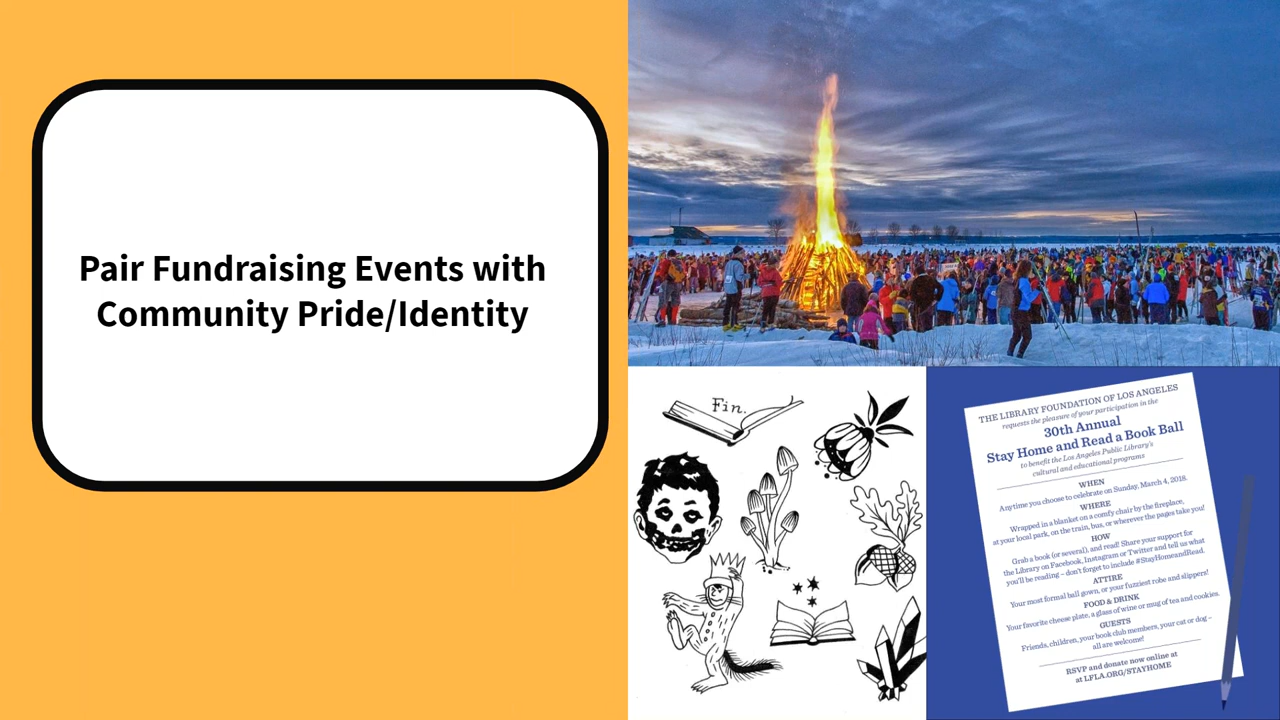 Pair Fundraising Events with
Community Pride/Identity
Fin.
THE LIBRARY FOUNDATION OF LOS ANGELES
requests the pleasure of your participation in the
30th Annual
Stay Home and Read a Book Ball
to benefit the Los Angeles Public Library's
cultural and educational programs
WHEN
Anytime you choose to celebrate on Sunday, March 4, 2018.
WHERE
Wrapped in a blanket on a comfy chair by the fireplace,
at your local park, on the train, bus, or wherever the pages take you!
HOW
Grab a book (or several), and read! Share your support for
the Library on Facebook, Instagram or Twitter and tell us what
you'll be reading – don't forget to include #StayHomeandRead.
ATTIRE
Your most formal ball gown, or your fuzziest robe and slippers!
FOOD & DRINK
Your favorite cheese plate, a glass of wine or mug of tea and cookies.
GUESTS
Friends, children, your book club members, your cat or dog –
all are welcome!
RSVP and donate now online at
at LFLA.ORG/STAYHOME